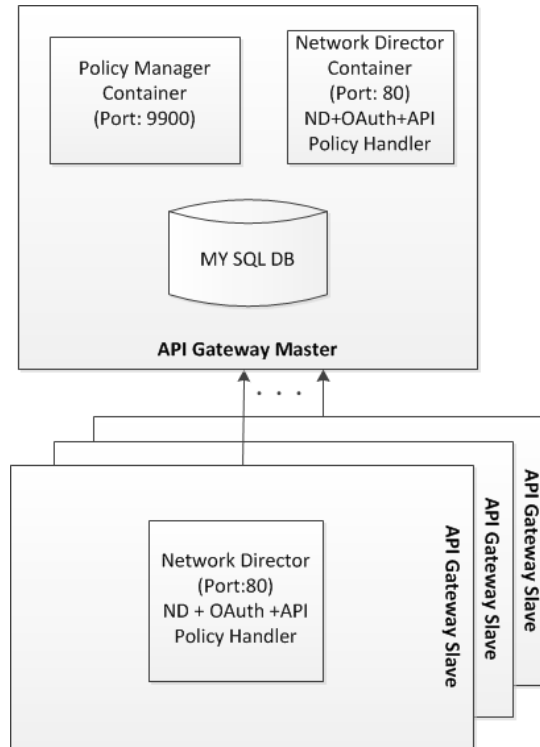 Policy Manager
Container
(Port: 9900)
Network Director
Container
(Port: 80)
ND+OAuth+API
Policy Handler
MY SQL DB
API Gateway Master
. . .
Network Director
(Port:80)
ND + OAuth +API
Policy Handler
API Gateway Slave
API Gateway Slave
API Gateway Slave